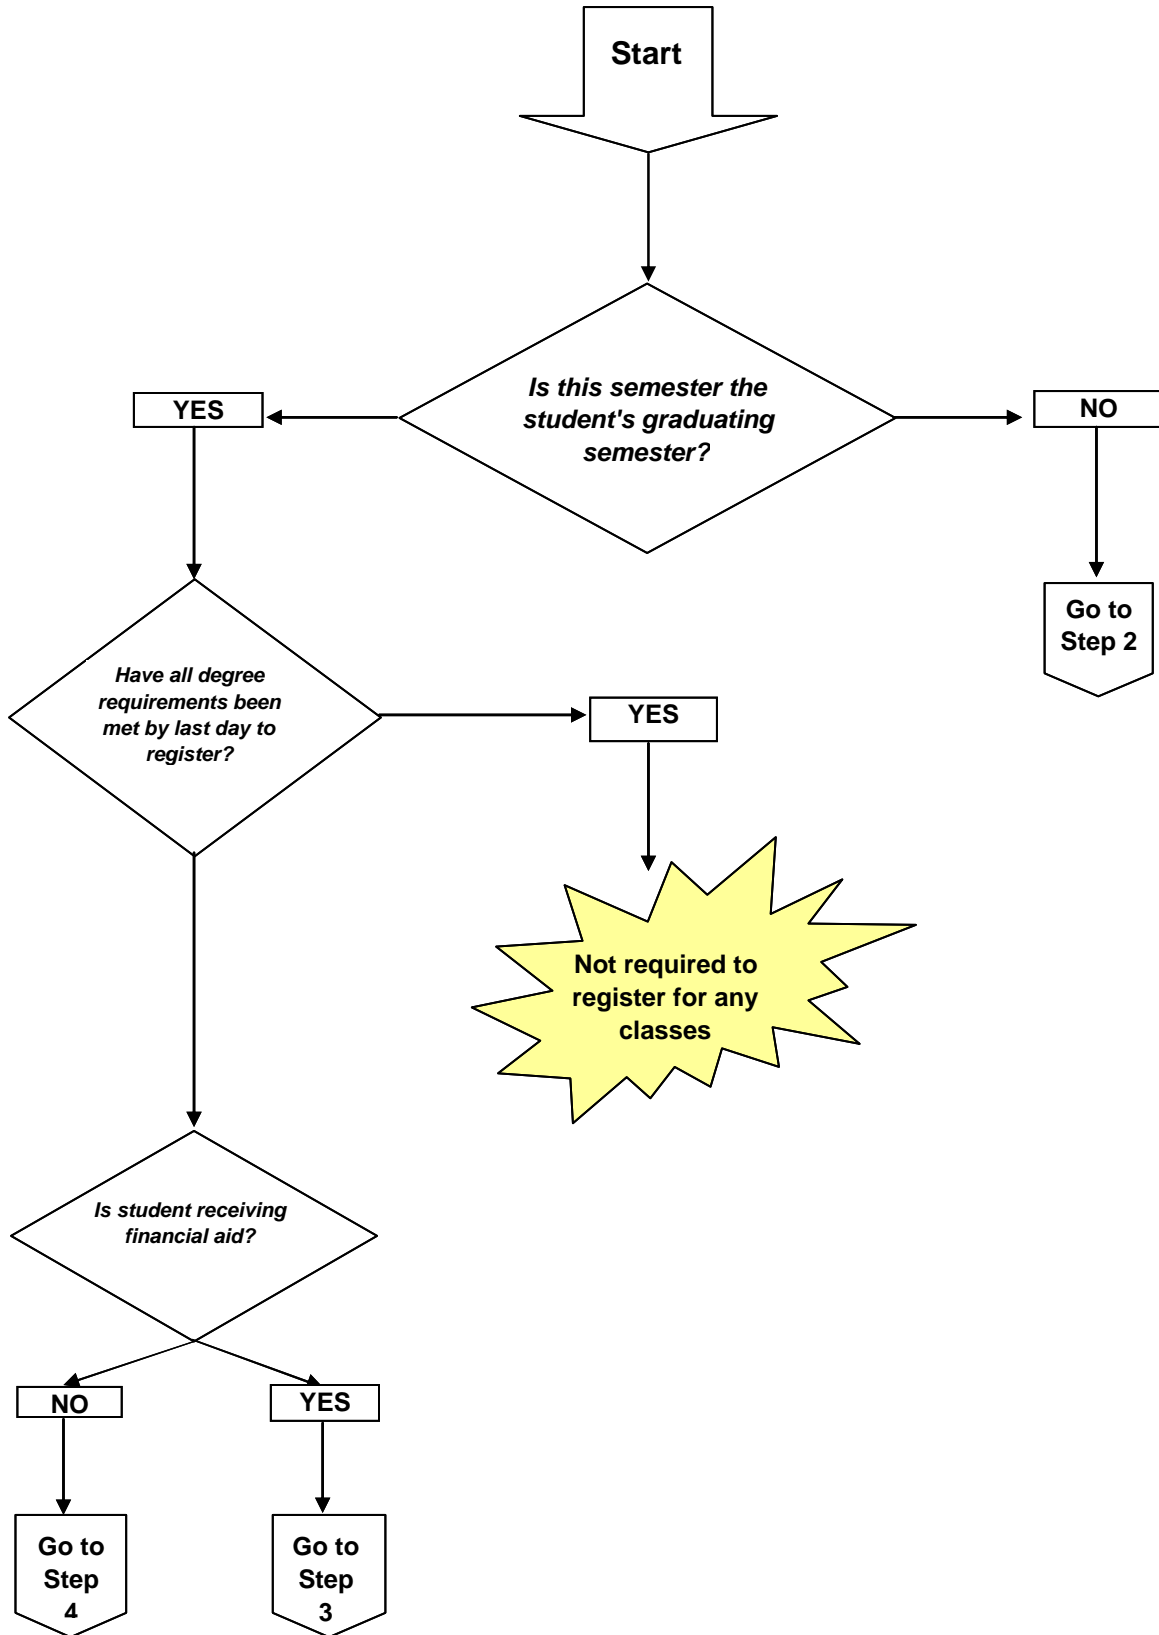 Start
Is this semester the
student's graduating
semester?
YES
NO
Go to
Step 2
Have all degree
requirements been
met by last day to
register?
YES
Not required to
register for any
classes
Is student receiving
financial aid?
NO
YES
Go to
Step
4
Go to
Step
3